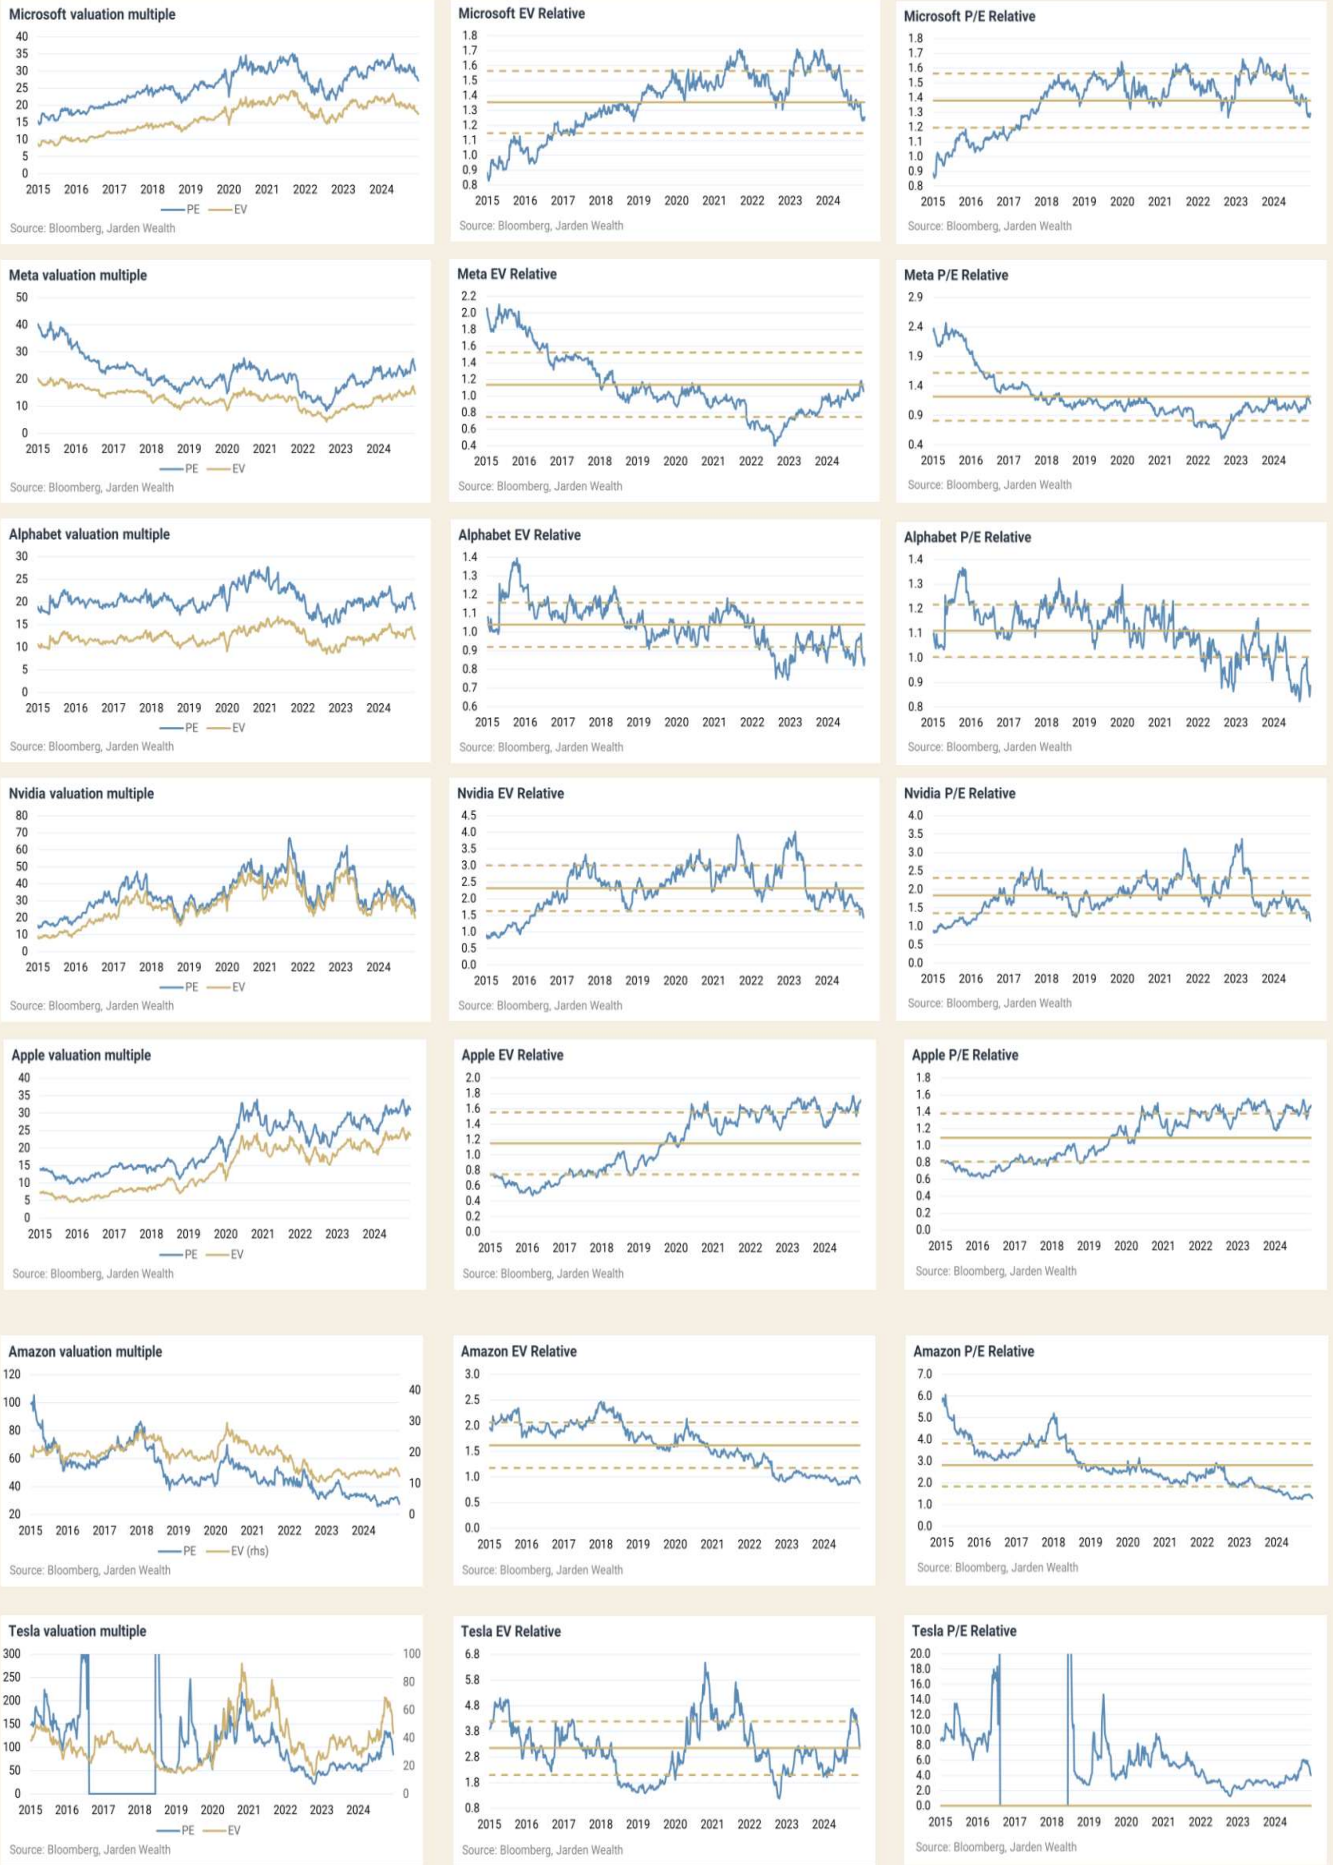 Microsoft valuation multiple
40
35
30
25
20
15
10
5
0
2015 2016 2017 2018 2019 2020 2021 2022 2023 2024
PE EV
Source: Bloomberg, Jarden Wealth
Microsoft EV Relative
1.8
1.7
1.6
1.5
1.4
1.3
1.2
1.1
1.0
0.9
0.8
2015 2016 2017 2018 2019 2020 2021 2022 2023 2024
Source: Bloomberg, Jarden Wealth
Microsoft P/E Relative
1.8
1.7
1.6
1.5
1.4
1.3
1.2
1.1
1.0
0.9
0.8
2015 2016 2017 2018 2019 2020 2021 2022 2023 2024
Source: Bloomberg, Jarden Wealth
Meta valuation multiple
50
40
30
20
10
0
2015 2016 2017 2018 2019 2020 2021 2022 2023 2024
PE EV
Source: Bloomberg, Jarden Wealth
Meta EV Relative
2.2
2.0
1.8
1.6
1.4
1.2
1.0
0.8
0.6
0.4
2015 2016 2017 2018 2019 2020 2021 2022 2023 2024
Source: Bloomberg, Jarden Wealth
Meta P/E Relative
2.9
2.4
1.9
1.4
0.9
0.4
2015 2016 2017 2018 2019 2020 2021 2022 2023 2024
Source: Bloomberg, Jarden Wealth
Alphabet valuation multiple
30
25
20
15
10
5
0
2015 2016 2017 2018 2019 2020 2021 2022 2023 2024
PE EV
Source: Bloomberg, Jarden Wealth
Alphabet EV Relative
1.4
1.3
1.2
1.1
1.0
0.9
0.8
0.7
0.6
2015 2016 2017 2018 2019 2020 2021 2022 2023 2024
Source: Bloomberg, Jarden Wealth
Alphabet P/E Relative
1.4
1.3
1.2
1.1
1.0
0.9
0.8
2015 2016 2017 2018 2019 2020 2021 2022 2023 2024
Source: Bloomberg, Jarden Wealth
Nvidia valuation multiple
80
70
60
50
40
30
20
10
0
2015 2016 2017 2018 2019 2020 2021 2022 2023 2024
PE EV
Source: Bloomberg, Jarden Wealth
Nvidia EV Relative
4.5
4.0
3.5
3.0
2.5
2.0
1.5
1.0
0.5
0.0
2015 2016 2017 2018 2019 2020 2021 2022 2023 2024
Source: Bloomberg, Jarden Wealth
Nvidia P/E Relative
4.0
3.5
3.0
2.5
2.0
1.5
1.0
0.5
0.0
2015 2016 2017 2018 2019 2020 2021 2022 2023 2024
Source: Bloomberg, Jarden Wealth
Apple valuation multiple
40
35
30
25
20
15
10
5
0
2015 2016 2017 2018 2019 2020 2021 2022 2023 2024
PE EV
Source: Bloomberg, Jarden Wealth
Apple EV Relative
2.0
1.8
1.6
1.4
1.2
1.0
0.8
0.6
0.4
0.2
0.0
2015 2016 2017 2018 2019 2020 2021 2022 2023 2024
Source: Bloomberg, Jarden Wealth
Apple P/E Relative
1.8
1.6
1.4
1.2
1.0
0.8
0.6
0.4
0.2
0.0
2015 2016 2017 2018 2019 2020 2021 2022 2023 2024
Source: Bloomberg, Jarden Wealth
Amazon valuation multiple
120
100
80
60
40
20
40
30
20
10
0
2015 2016 2017 2018 2019 2020 2021 2022 2023 2024
PE EV (rhs)
Source: Bloomberg, Jarden Wealth
Amazon EV Relative
3.0
2.5
2.0
1.5
1.0
0.5
0.0
2015 2016 2017 2018 2019 2020 2021 2022 2023 2024
Source: Bloomberg, Jarden Wealth
Amazon P/E Relative
7.0
6.0
5.0
4.0
3.0
2.0
1.0
0.0
2015 2016 2017 2018 2019 2020 2021 2022 2023 2024
Source: Bloomberg, Jarden Wealth
Tesla valuation multiple
300
250
200
150
100
50
0
100
80
60
40
20
0
2015 2016 2017 2018 2019 2020 2021 2022 2023 2024
PE EV
Source: Bloomberg, Jarden Wealth
Tesla EV Relative
6.8
5.8
4.8
3.8
2.8
1.8
0.8
2015 2016 2017 2018 2019 2020 2021 2022 2023 2024
Source: Bloomberg, Jarden Wealth
Tesla P/E Relative
20.0
18.0
16.0
14.0
12.0
10.0
8.0
6.0
4.0
2.0
0.0
2015 2016 2017 2018 2019 2020 2021 2022 2023 2024
Source: Bloomberg, Jarden Wealth